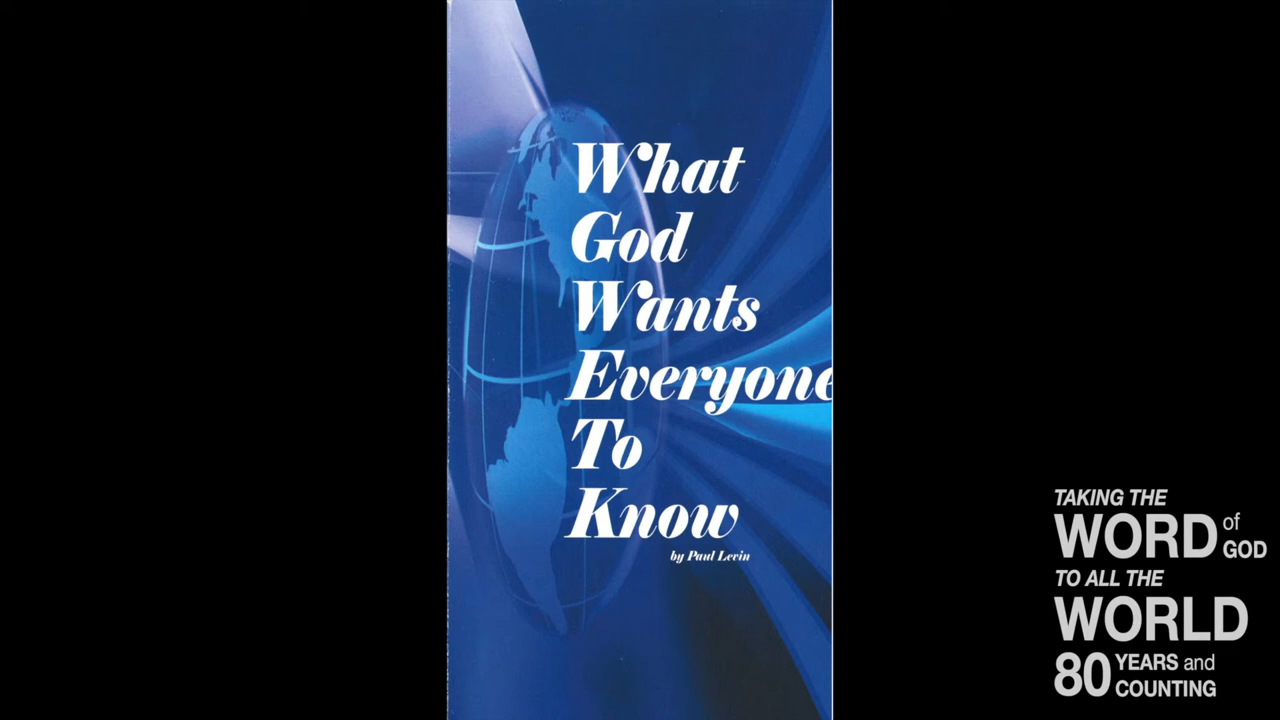 What
God
Wants
Everyone
To
Know
by Paul Levin
TAKING THE
WORD of GOD
TO ALL THE
WORLD
80 YEARS and
COUNTING